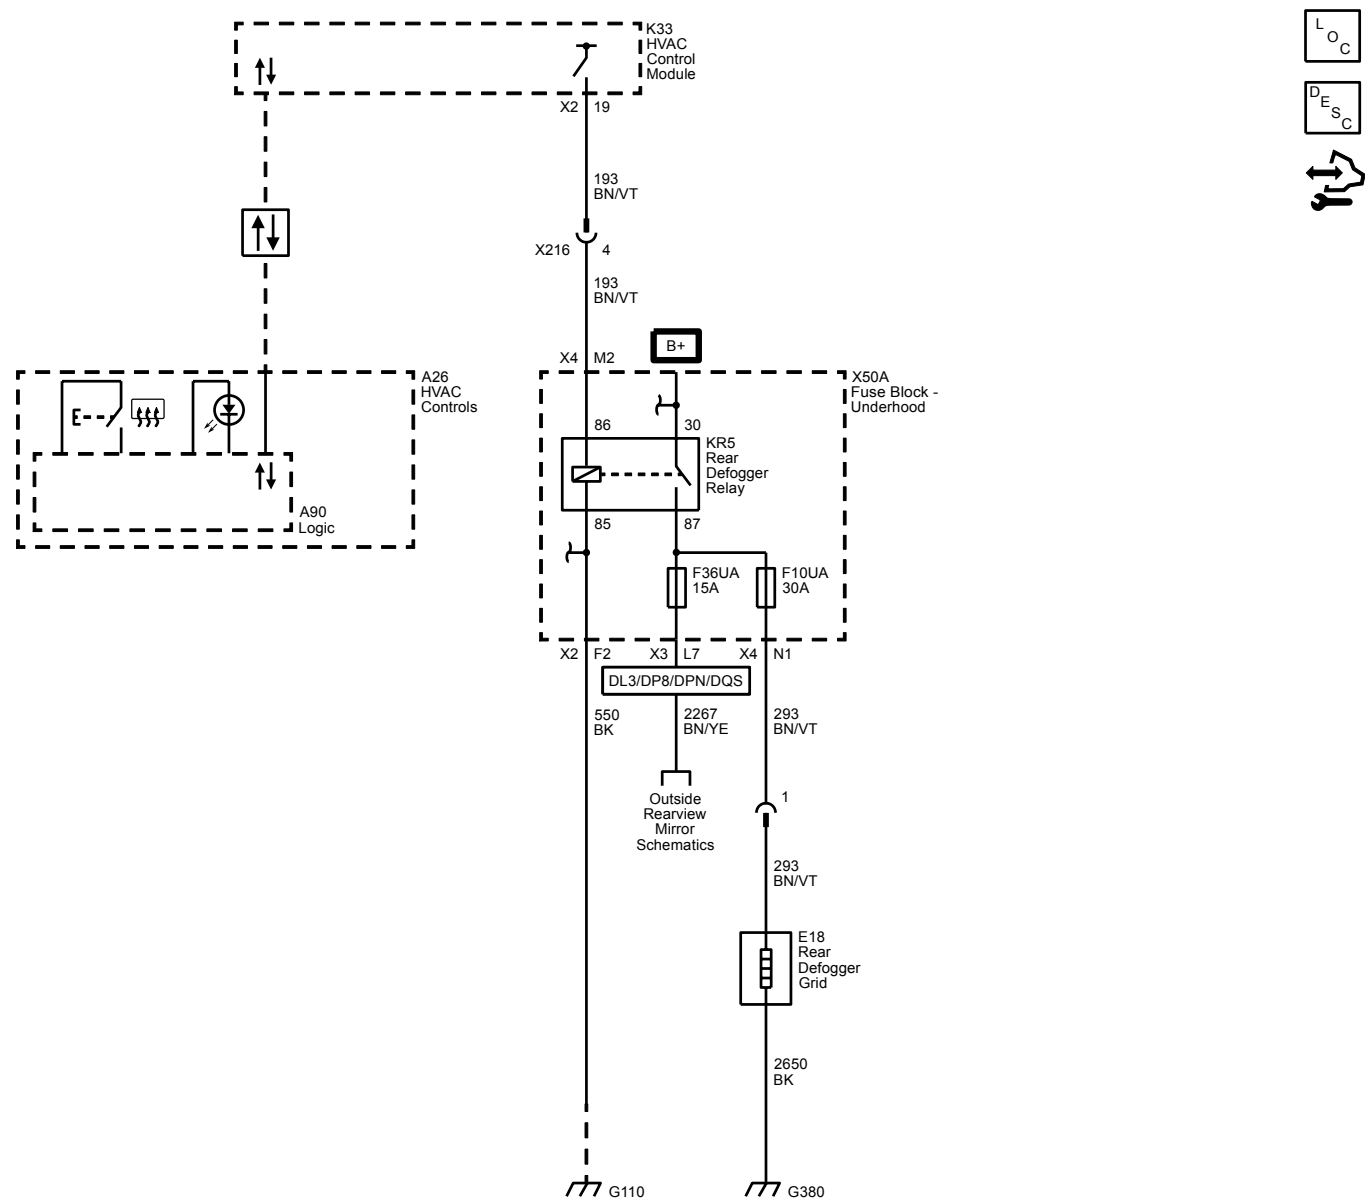 K33
HVAC
Control
Module
L
O
C
D
E
S
C
X2 19
193
BN/VT
X216 4
193
BN/VT
B+
X4 M2
A26
HVAC
Controls
X50A
Fuse Block -
Underhood
86 30
KR5
Rear
Defogger
Relay
A90
Logic
85 87
F36UA
15A
F10UA
30A
X2 F2 X3 L7 X4 N1
DL3/DP8/DPN/DQS
550
BK
2267
BN/YE
293
BN/VT
1
Outside
Rearview
Mirror
Schematics
293
BN/VT
E18
Rear
Defogger
Grid
2650
BK
G110 G380